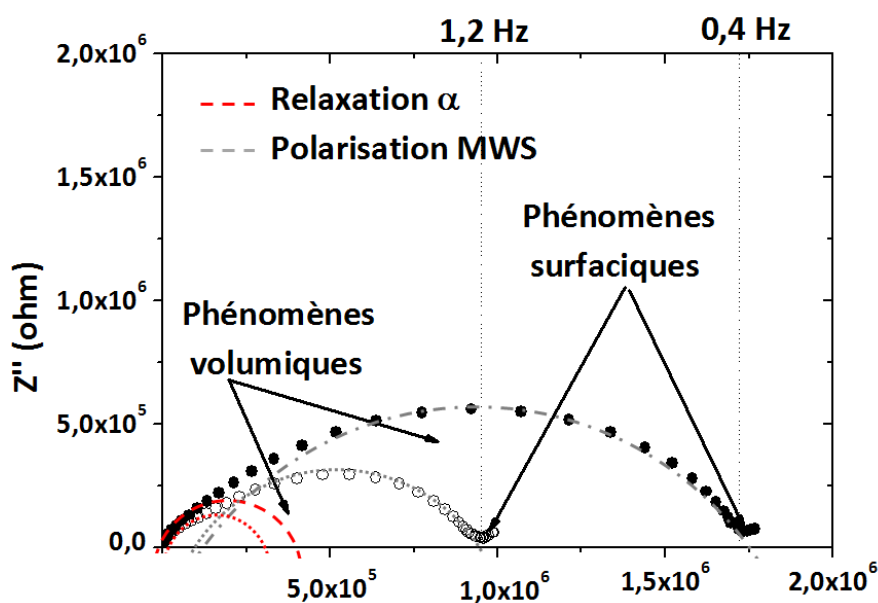 1,2 Hz 0,4 Hz
2,0x10⁶
Relaxation α
Polarisation MWS
1,5x10⁶
Phénomènes
surfaciques
Z'' (ohm)
1,0x10⁶
Phénomènes
volumiques
5,0x10⁵
0,0
5,0x10⁵ 1,0x10⁶ 1,5x10⁶ 2,0x10⁶